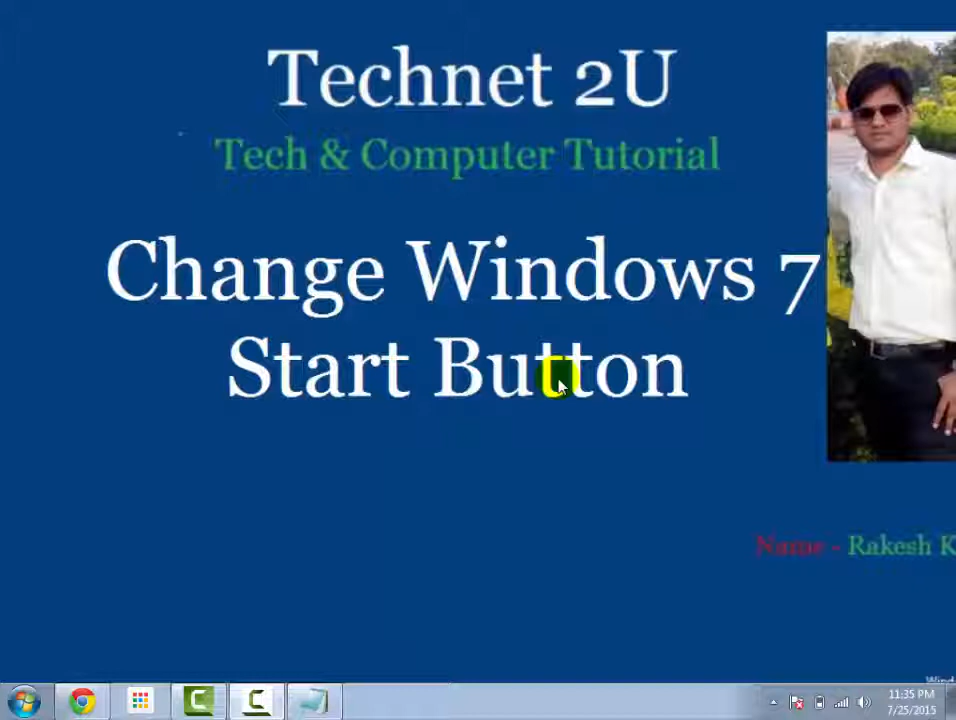 Technet 2U
Tech & Computer Tutorial
Change Windows 7
Start Button
Name - Rakesh K
11:35 PM
7/25/2015